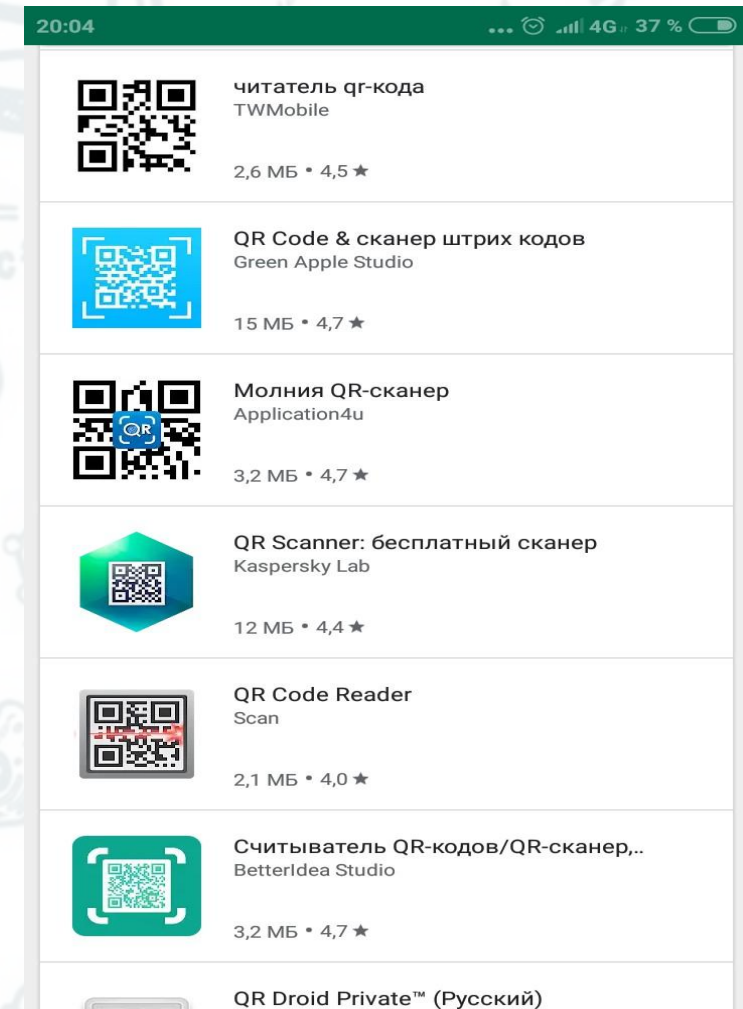 20:04 ... 4G 37 %
читатель qr-кода
TWMobile
2,6 МБ • 4,5 ★
QR Code & сканер штрих кодов
Green Apple Studio
15 МБ • 4,7 ★
Молния QR-сканер
Application4u
QR
3,2 МБ • 4,7 ★
QR Scanner: бесплатный сканер
Kaspersky Lab
12 МБ • 4,4 ★
QR Code Reader
Scan
2,1 МБ • 4,0 ★
Считыватель QR-кодов/QR-сканер,..
BetterIdea Studio
3,2 МБ • 4,7 ★
QR Droid Private™ (Русский)